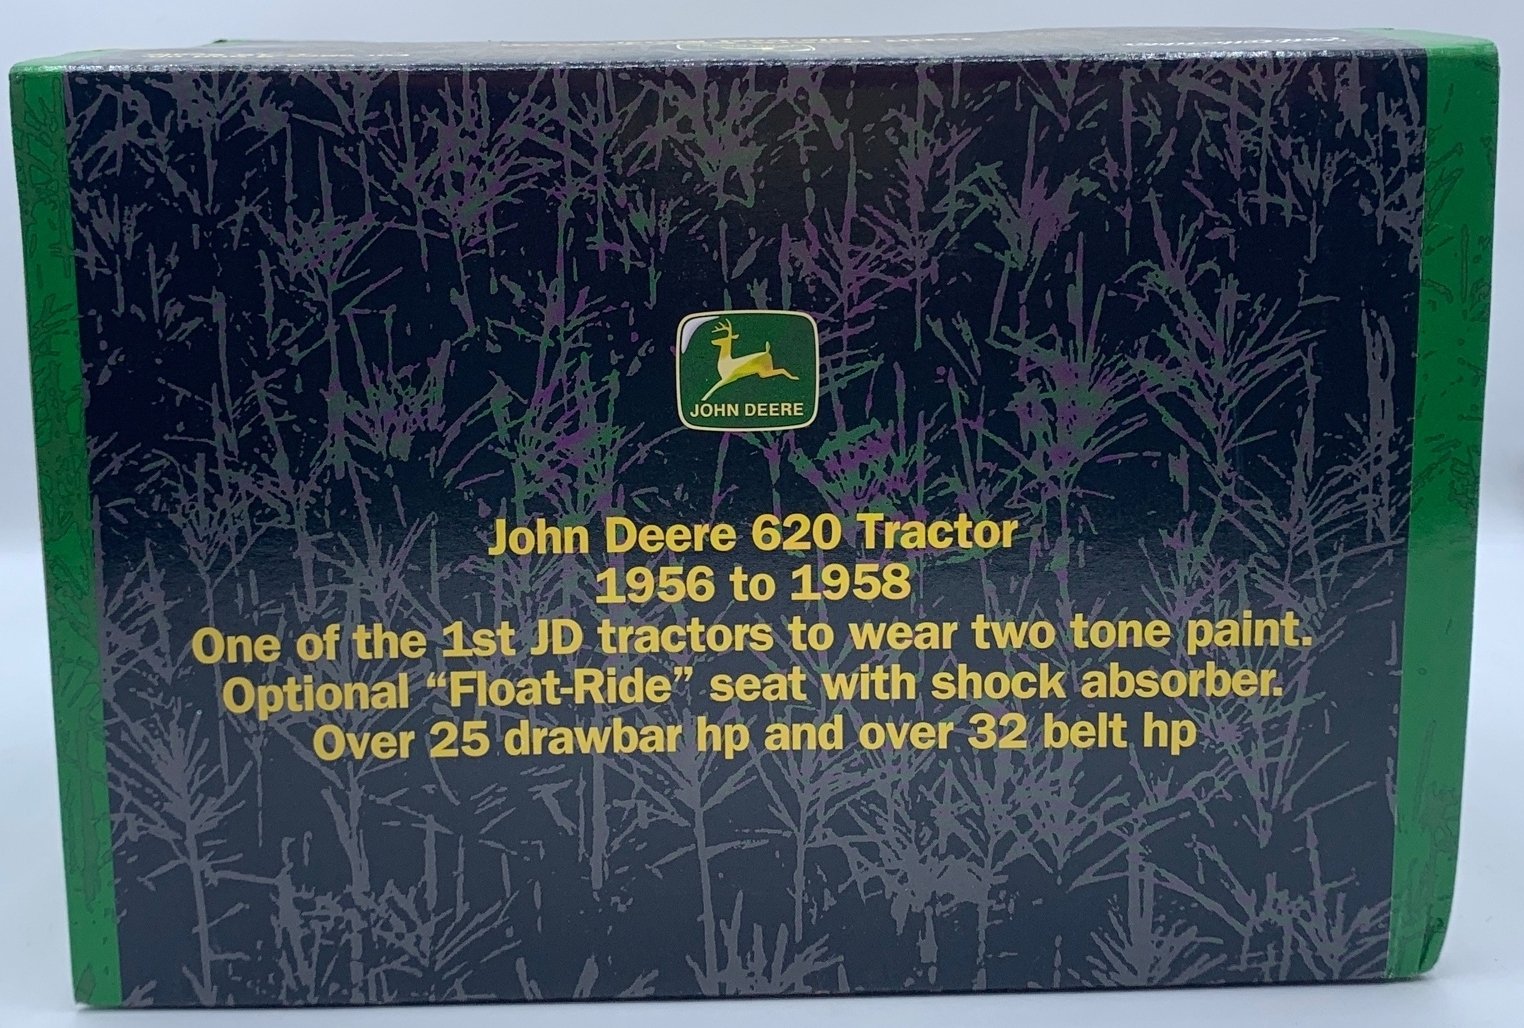 JOHN DEERE
John Deere 620 Tractor
1956 to 1958
One of the 1st JD tractors to wear two tone paint.
Optional “Float-Ride” seat with shock absorber.
Over 25 drawbar hp and over 32 belt hp